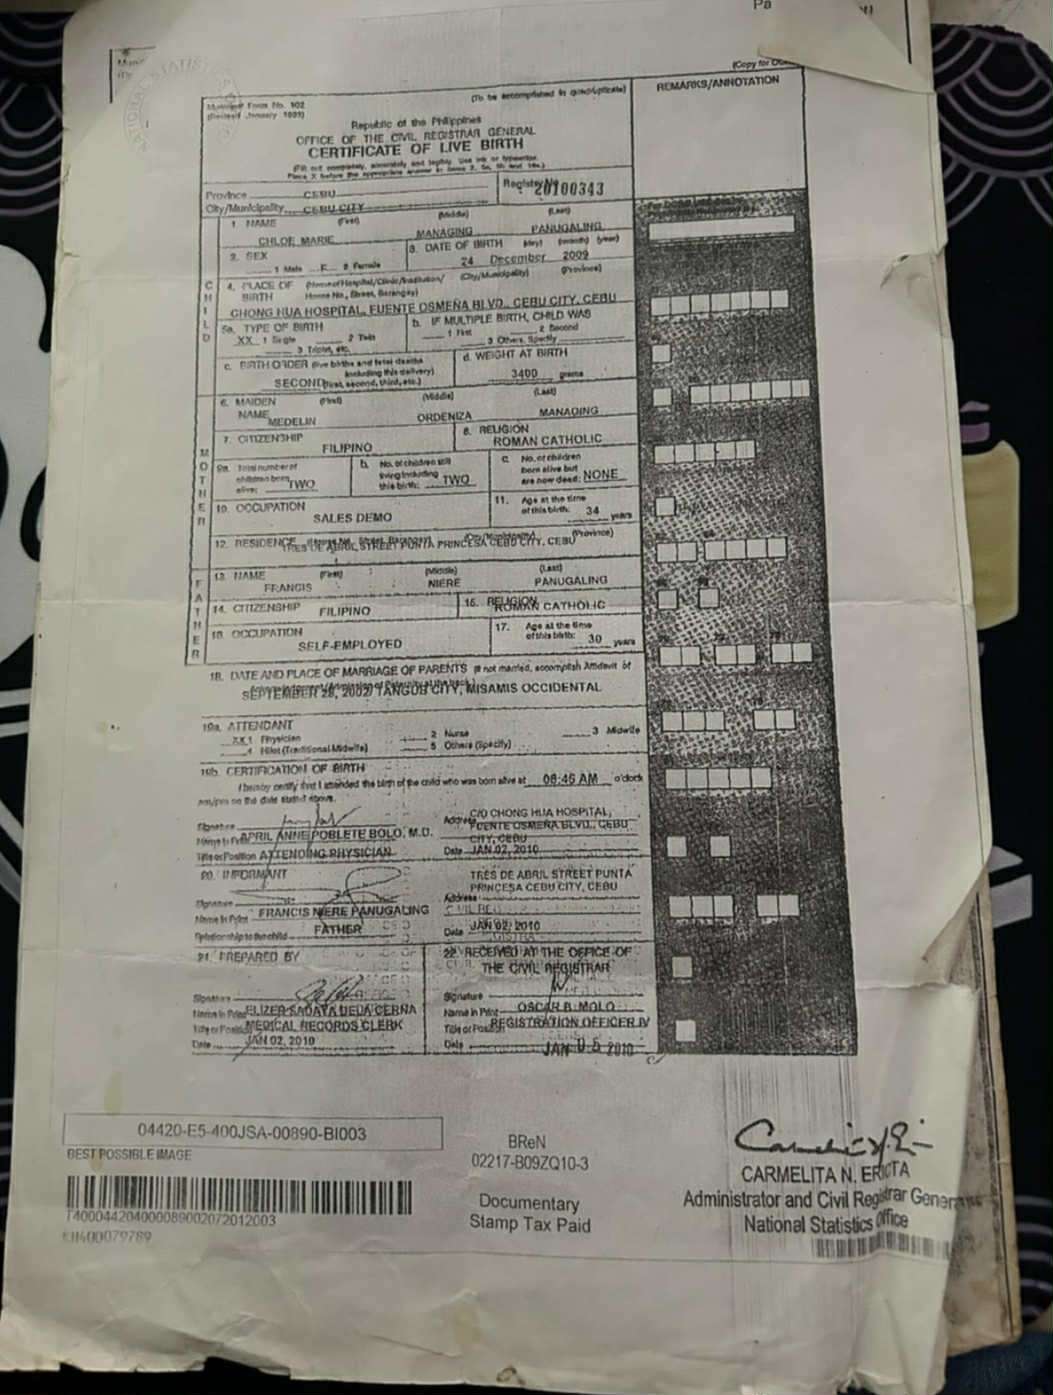 Pa
(Copy for
NATIONAL STATIS
Municipal Form No. 102
(Revised January 1993)
(To be accomplished in quadruplicate)
REMARKS/ANNOTATION
Republic of the Philippines
OFFICE OF THE CIVIL REGISTRAR GENERAL
CERTIFICATE OF LIVE BIRTH
(Fill out completely, accurately and legibly. Use ink or typewriter.
Place X before the appropriate answer in Items 2, 5a, 5b and 19a.)
Province CEBU
City/Municipality CEBU CITY
Registry No. 20100343
CHILD
1. NAME (First) (Middle) (Last)
CHLOE MARIE MANAGING PANUGALING
2. SEX
1 Male F 2 Female
3. DATE OF BIRTH (day) (month) (year)
24 December 2009
4. PLACE OF BIRTH (Name of Hospital/Clinic/Institution/ (City/Municipality) (Province)
House No., Street, Barangay)
CHONG HUA HOSPITAL, FUENTE OSMEÑA BLVD., CEBU CITY, CEBU
5a. TYPE OF BIRTH
XX 1 Single 2 Twin
3 Triplet, etc.
b. IF MULTIPLE BIRTH, CHILD WAS
1 First 2 Second
3 Others, Specify
c. BIRTH ORDER (live births and fetal deaths
including this delivery)
SECOND (first, second, third, etc.)
d. WEIGHT AT BIRTH
3400 grams
MOTHER
6. MAIDEN NAME (First) (Middle) (Last)
MEDELIN ORDENIZA MANAGING
7. CITIZENSHIP
FILIPINO
8. RELIGION
ROMAN CATHOLIC
9a. Total number of
children born
alive: TWO
b. No. of children still
living including
this birth: TWO
c. No. of children
born alive but
are now dead: NONE
10. OCCUPATION
SALES DEMO
11. Age at the time
of this birth: 34 years
12. RESIDENCE (House No., Street, Barangay) (City/Municipality) (Province)
TRES DE ABRIL STREET PUNTA PRINCESA CEBU CITY, CEBU
FATHER
13. NAME (First) (Middle) (Last)
FRANCIS NIERE PANUGALING
14. CITIZENSHIP FILIPINO
15. RELIGION
ROMAN CATHOLIC
16. OCCUPATION
SELF-EMPLOYED
17. Age at the time
of this birth: 30 years
18. DATE AND PLACE OF MARRIAGE OF PARENTS (If not married, accomplish Affidavit of
SEPTEMBER 28, 2002/ TANGUB CITY, MISAMIS OCCIDENTAL
19a. ATTENDANT
XX 1 Physician 2 Nurse 3 Midwife
4 Hilot (Traditional Midwife) 5 Others (Specify)
19b. CERTIFICATION OF BIRTH
I hereby certify that I attended the birth of the child who was born alive at 06:45 AM o'clock
am/pm on the date stated above.
Signature
Name in Print APRIL ANNE POBLETE BOLO, M.D.
Title or Position ATTENDING PHYSICIAN
Address C/O CHONG HUA HOSPITAL,
FUENTE OSMEÑA BLVD., CEBU
CITY, CEBU
Date JAN 02, 2010
20. INFORMANT
Signature
Name in Print FRANCIS NIERE PANUGALING
Relationship to the child FATHER
TRES DE ABRIL STREET PUNTA
PRINCESA CEBU CITY, CEBU
Address
Date JAN 02, 2010
21. PREPARED BY
Signature
Name in Print ELIZER SADAYA DELA CERNA
Title or Position MEDICAL RECORDS CLERK
Date JAN 02, 2010
22. RECEIVED AT THE OFFICE OF
THE CIVIL REGISTRAR
Signature
Name in Print OSCAR B. MOLO
Title or Position REGISTRATION OFFICER IV
Date JAN 05 2010
04420-E5-400JSA-00890-BI003
BEST POSSIBLE IMAGE
T400044204000089002072012003
BReN
02217-B09ZQ10-3
Documentary
Stamp Tax Paid
CARMELITA N. ERICTA
Administrator and Civil Registrar General
National Statistics Office